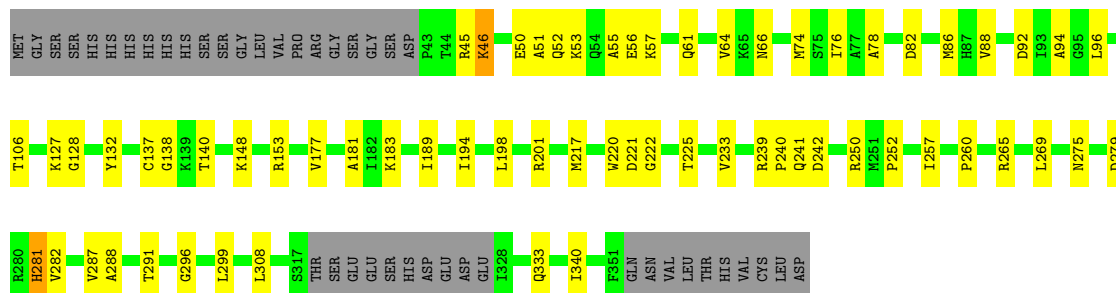 MET GLY SER SER HIS HIS HIS HIS HIS HIS SER SER GLY LEU VAL PRO ARG GLY SER GLY SER ASP P43 T44 R45 K46 E50 A51 Q52 K53 Q54 A55 E56 K57 Q61 V64 K65 N66 M74 S75 I76 A77 A78 D82 M86 H87 V88 D92 I93 A94 G95 L96
T106 K127 G128 Y132 C137 G138 K139 T140 K148 R153 V177 A181 I182 K183 I189 I194 L198 R201 M217 W220 D221 G222 T225 V233 R239 P240 Q241 D242 R250 M251 P252 I257 P260 R265 L269 N275
R280 H281 V282 V287 A288 T291 G296 L299 L308 S317 THR SER GLU GLU SER HIS ASP GLU ASP GLU I328 Q333 I340 F351 GLN ASN VAL LEU THR HIS VAL CYS LEU ASP